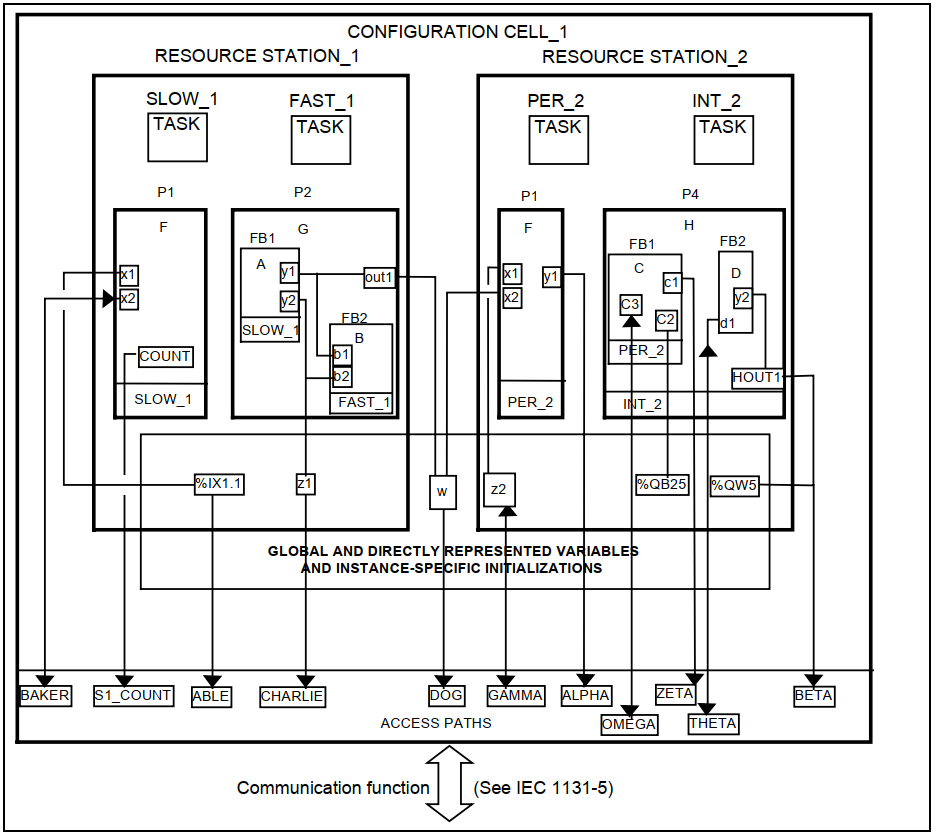 CONFIGURATION CELL_1
RESOURCE STATION_1
RESOURCE STATION_2
SLOW_1
FAST_1
PER_2
INT_2
TASK
TASK
TASK
TASK
P1
P2
P1
P4
F
G
F
H
FB1
FB1
FB2
A
C
D
x1
x2
y1
y2
out1
x1
x2
y1
c1
C3
C2
y2
d1
SLOW_1
FB2
B
b1
b2
COUNT
PER_2
HOUT1
SLOW_1
FAST_1
PER_2
INT_2
%IX1.1
z1
w
z2
%QB25
%QW5
GLOBAL AND DIRECTLY REPRESENTED VARIABLES
AND INSTANCE-SPECIFIC INITIALIZATIONS
BAKER
S1_COUNT
ABLE
CHARLIE
DOG
GAMMA
ALPHA
ZETA
BETA
OMEGA
THETA
ACCESS PATHS
Communication function
(See IEC 1131-5)